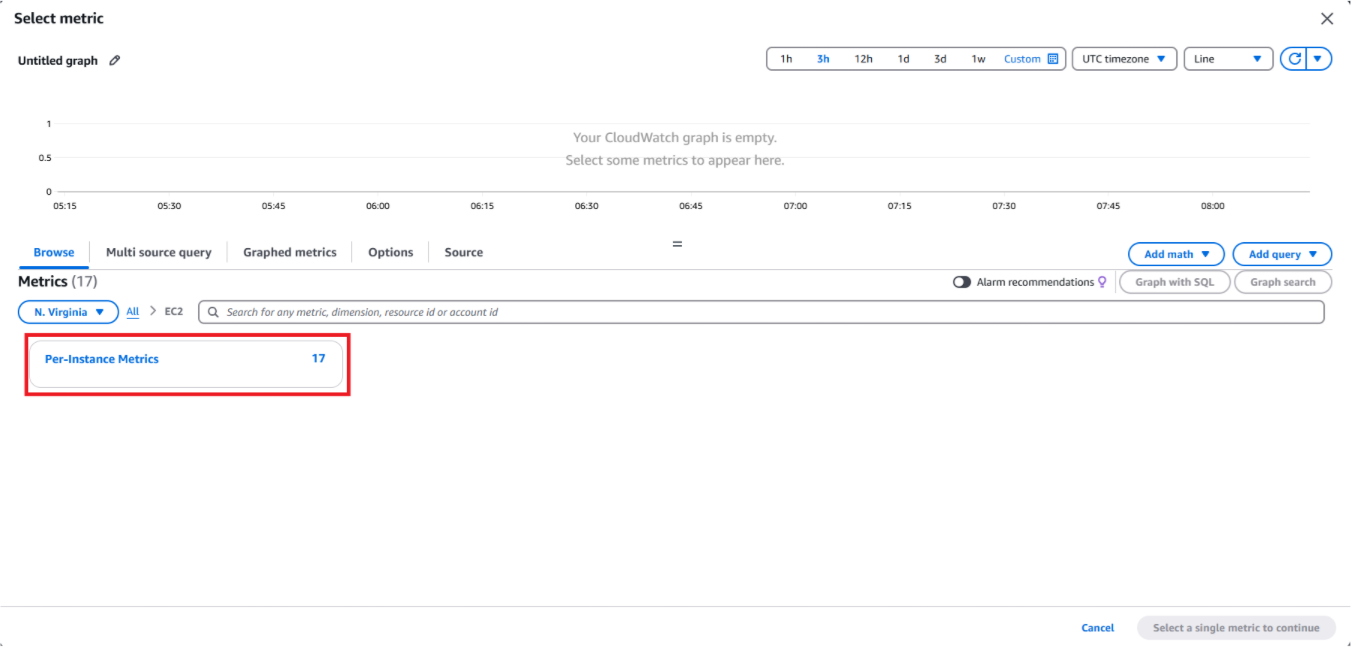 Select metric
Untitled graph
1h 3h 12h 1d 3d 1w Custom UTC timezone Line
1
Your CloudWatch graph is empty.
0.5
Select some metrics to appear here.
0
05:15 05:30 05:45 06:00 06:15 06:30 06:45 07:00 07:15 07:30 07:45 08:00
Browse Multi source query Graphed metrics Options Source Add math Add query
Metrics (17) Alarm recommendations Graph with SQL Graph search
N. Virginia All > EC2 Search for any metric, dimension, resource id or account id
Per-Instance Metrics 17
Cancel Select a single metric to continue